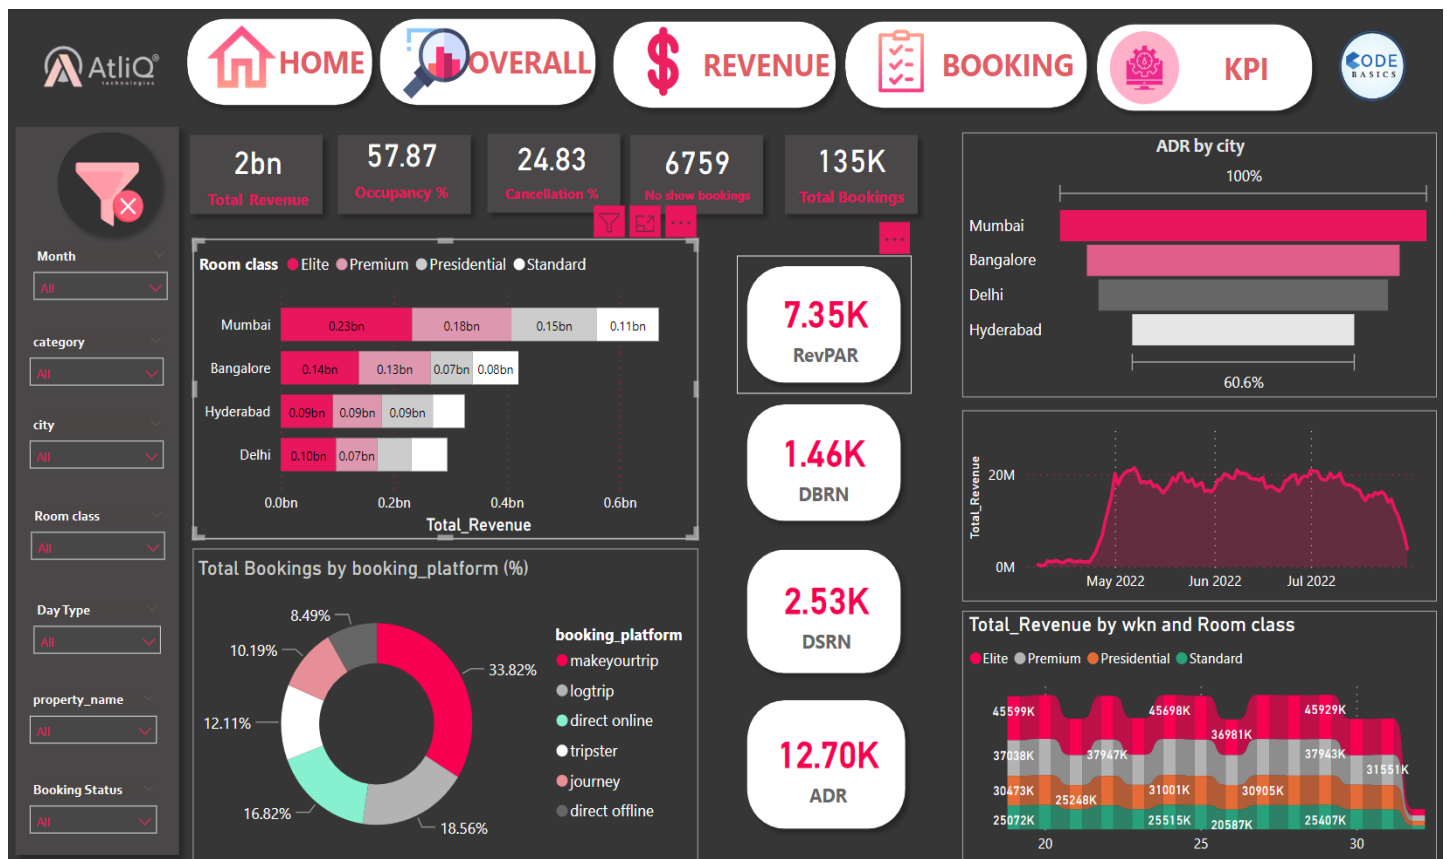 AtliQ®
technologies
HOME
OVERALL
REVENUE
BOOKING
KPI
CODE
BASICS
Month
All
category
All
city
All
Room class
All
Day Type
All
property_name
All
Booking Status
All
2bn
Total Revenue
57.87
Occupancy %
24.83
Cancellation %
6759
No show bookings
135K
Total Bookings
Room class Elite Premium Presidential Standard
Mumbai 0.23bn 0.18bn 0.15bn 0.11bn
Bangalore 0.14bn 0.13bn 0.07bn 0.08bn
Hyderabad 0.09bn 0.09bn 0.09bn
Delhi 0.10bn 0.07bn
0.0bn 0.2bn 0.4bn 0.6bn
Total_Revenue
Total Bookings by booking_platform (%)
8.49%
10.19%
12.11%
16.82%
18.56%
33.82%
booking_platform
makeyourtrip
logtrip
direct online
tripster
journey
direct offline
7.35K
RevPAR
1.46K
DBRN
2.53K
DSRN
12.70K
ADR
ADR by city
100%
Mumbai
Bangalore
Delhi
Hyderabad
60.6%
Total_Revenue
20M
0M
May 2022 Jun 2022 Jul 2022
Total_Revenue by wkn and Room class
Elite Premium Presidential Standard
45599K 45698K 36981K 45929K
37038K 37947K 37943K 31551K
30473K 25248K 31001K 30905K
25072K 25515K 20587K 25407K
20 25 30